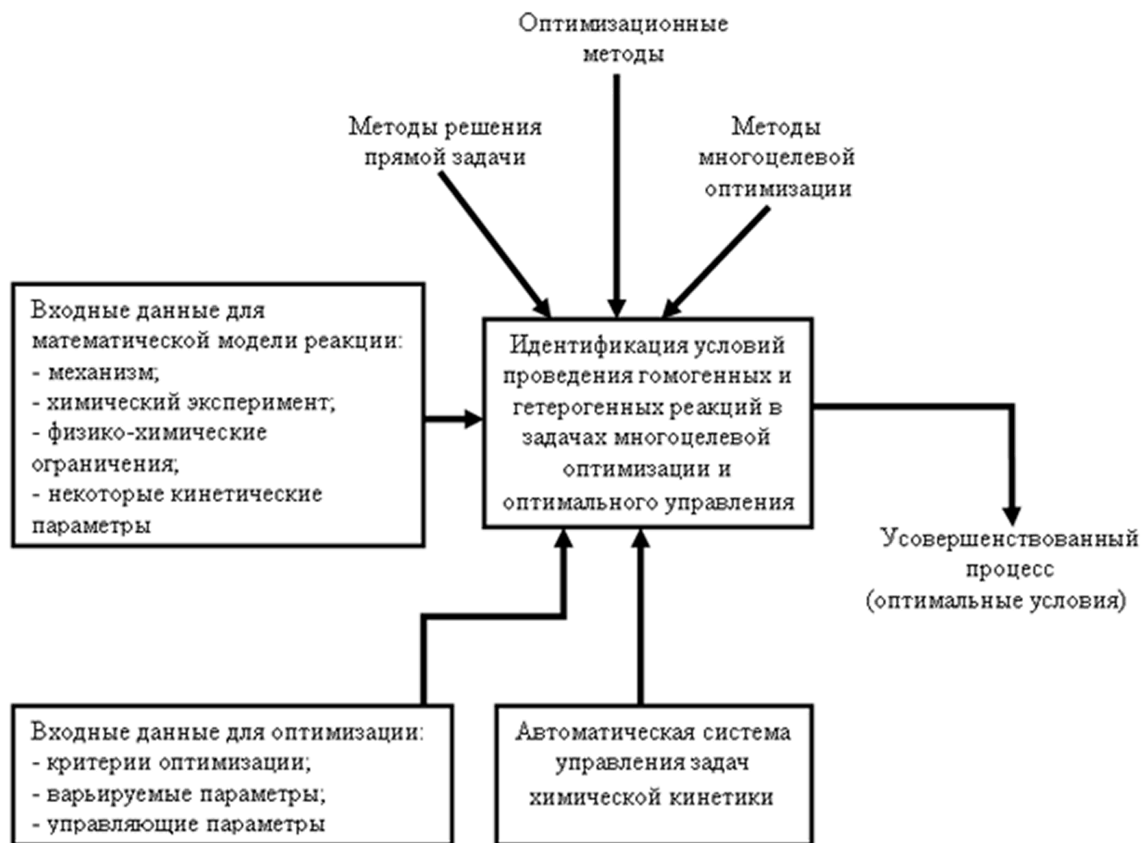 Оптимизационные
методы
Методы решения
прямой задачи
Методы
многоцелевой
оптимизации
Входные данные для
математической модели реакции:
- механизм;
- химический эксперимент;
- физико-химические
ограничения;
- некоторые кинетические
параметры
Идентификация условий
проведения гомогенных и
гетерогенных реакций в
задачах многоцелевой
оптимизации и
оптимального управления
Усовершенствованный
процесс
(оптимальные условия)
Входные данные для оптимизации:
- критерии оптимизации;
- варьируемые параметры;
- управляющие параметры
Автоматическая система
управления задач
химической кинетики